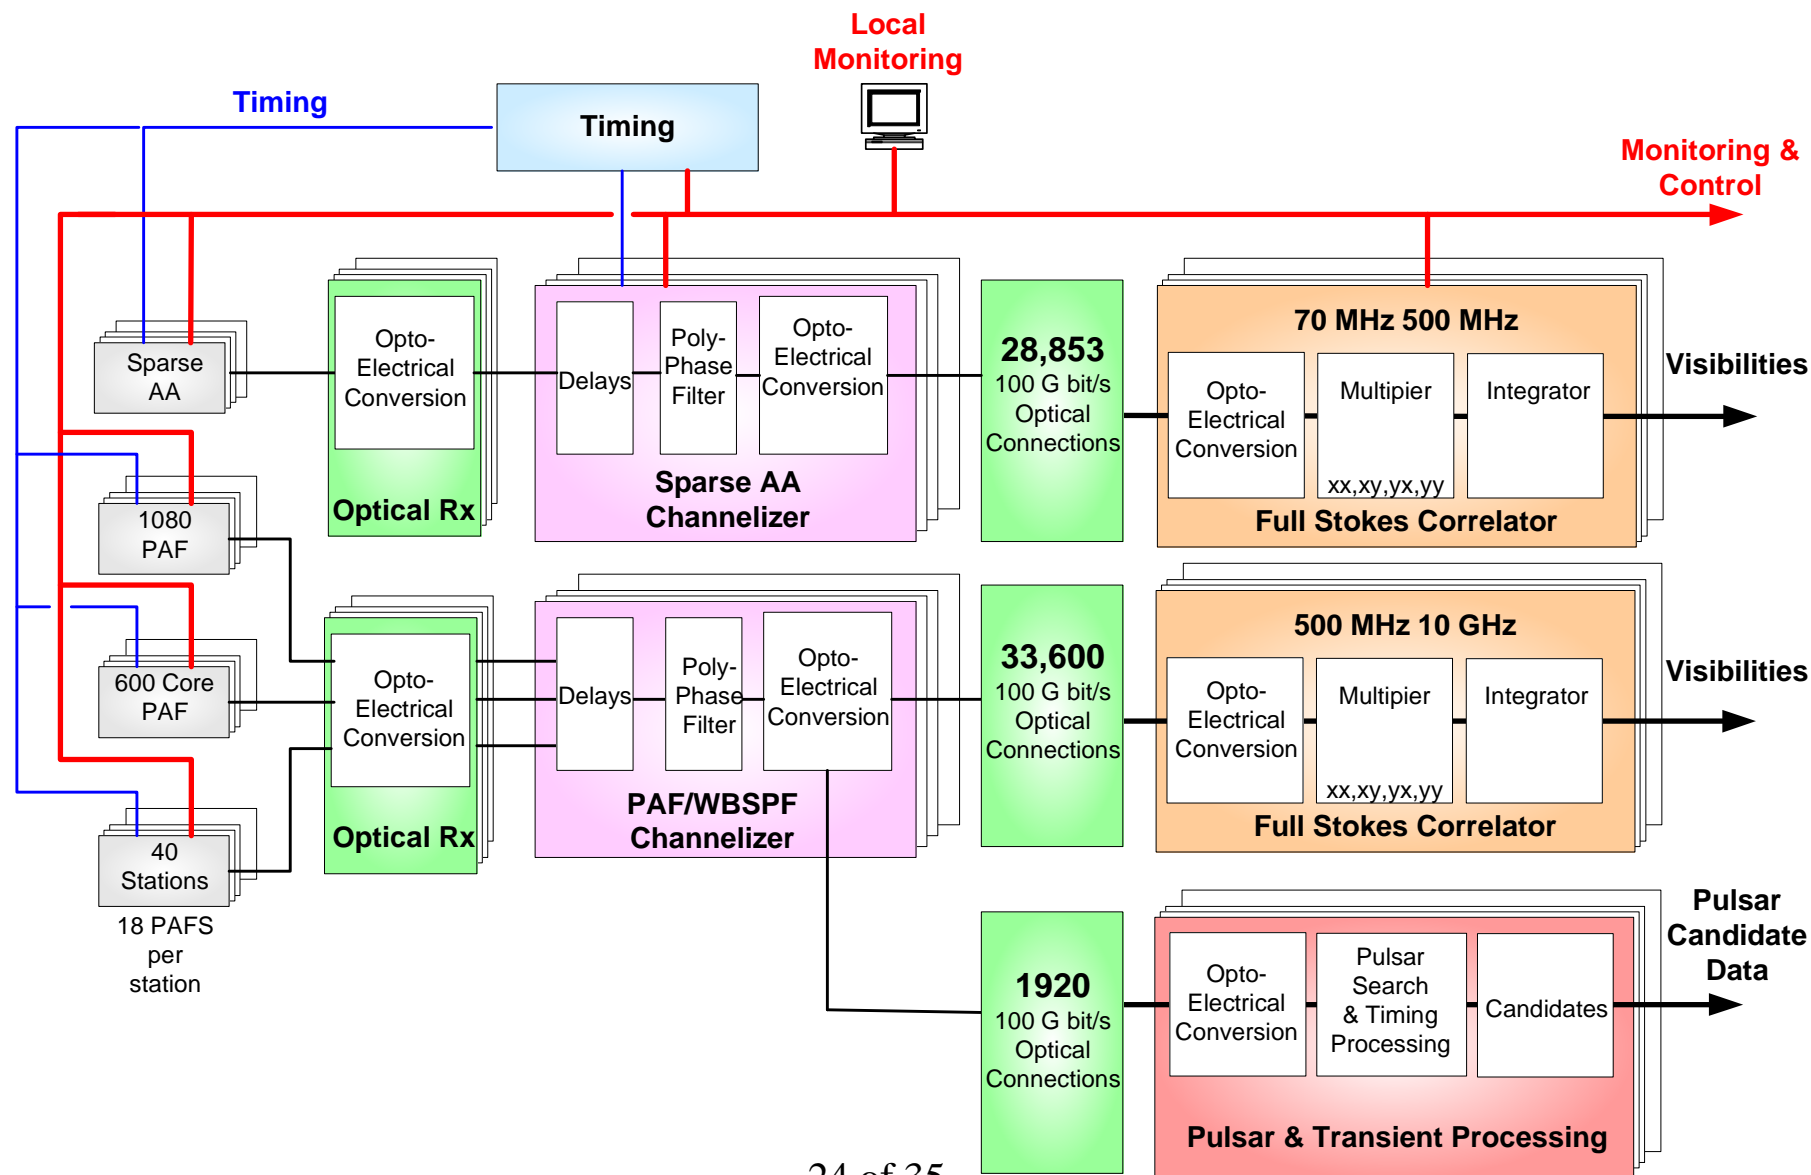 Local
Monitoring
Timing
Timing
Monitoring &
Control
Sparse
AA
Opto-
Electrical
Conversion
Optical Rx
Delays
Poly-
Phase
Filter
Opto-
Electrical
Conversion
Sparse AA
Channelizer
28,853
100 G bit/s
Optical
Connections
70 MHz 500 MHz
Opto-
Electrical
Conversion
Multipier
xx,xy,yx,yy
Integrator
Full Stokes Correlator
Visibilities
1080
PAF
600 Core
PAF
40
Stations
18 PAFS
per
station
Opto-
Electrical
Conversion
Optical Rx
Delays
Poly-
Phase
Filter
Opto-
Electrical
Conversion
PAF/WBSPF
Channelizer
33,600
100 G bit/s
Optical
Connections
500 MHz 10 GHz
Opto-
Electrical
Conversion
Multipier
xx,xy,yx,yy
Integrator
Full Stokes Correlator
Visibilities
1920
100 G bit/s
Optical
Connections
Opto-
Electrical
Conversion
Pulsar
Search
& Timing
Processing
Candidates
Pulsar & Transient Processing
Pulsar
Candidate
Data
24 of 35